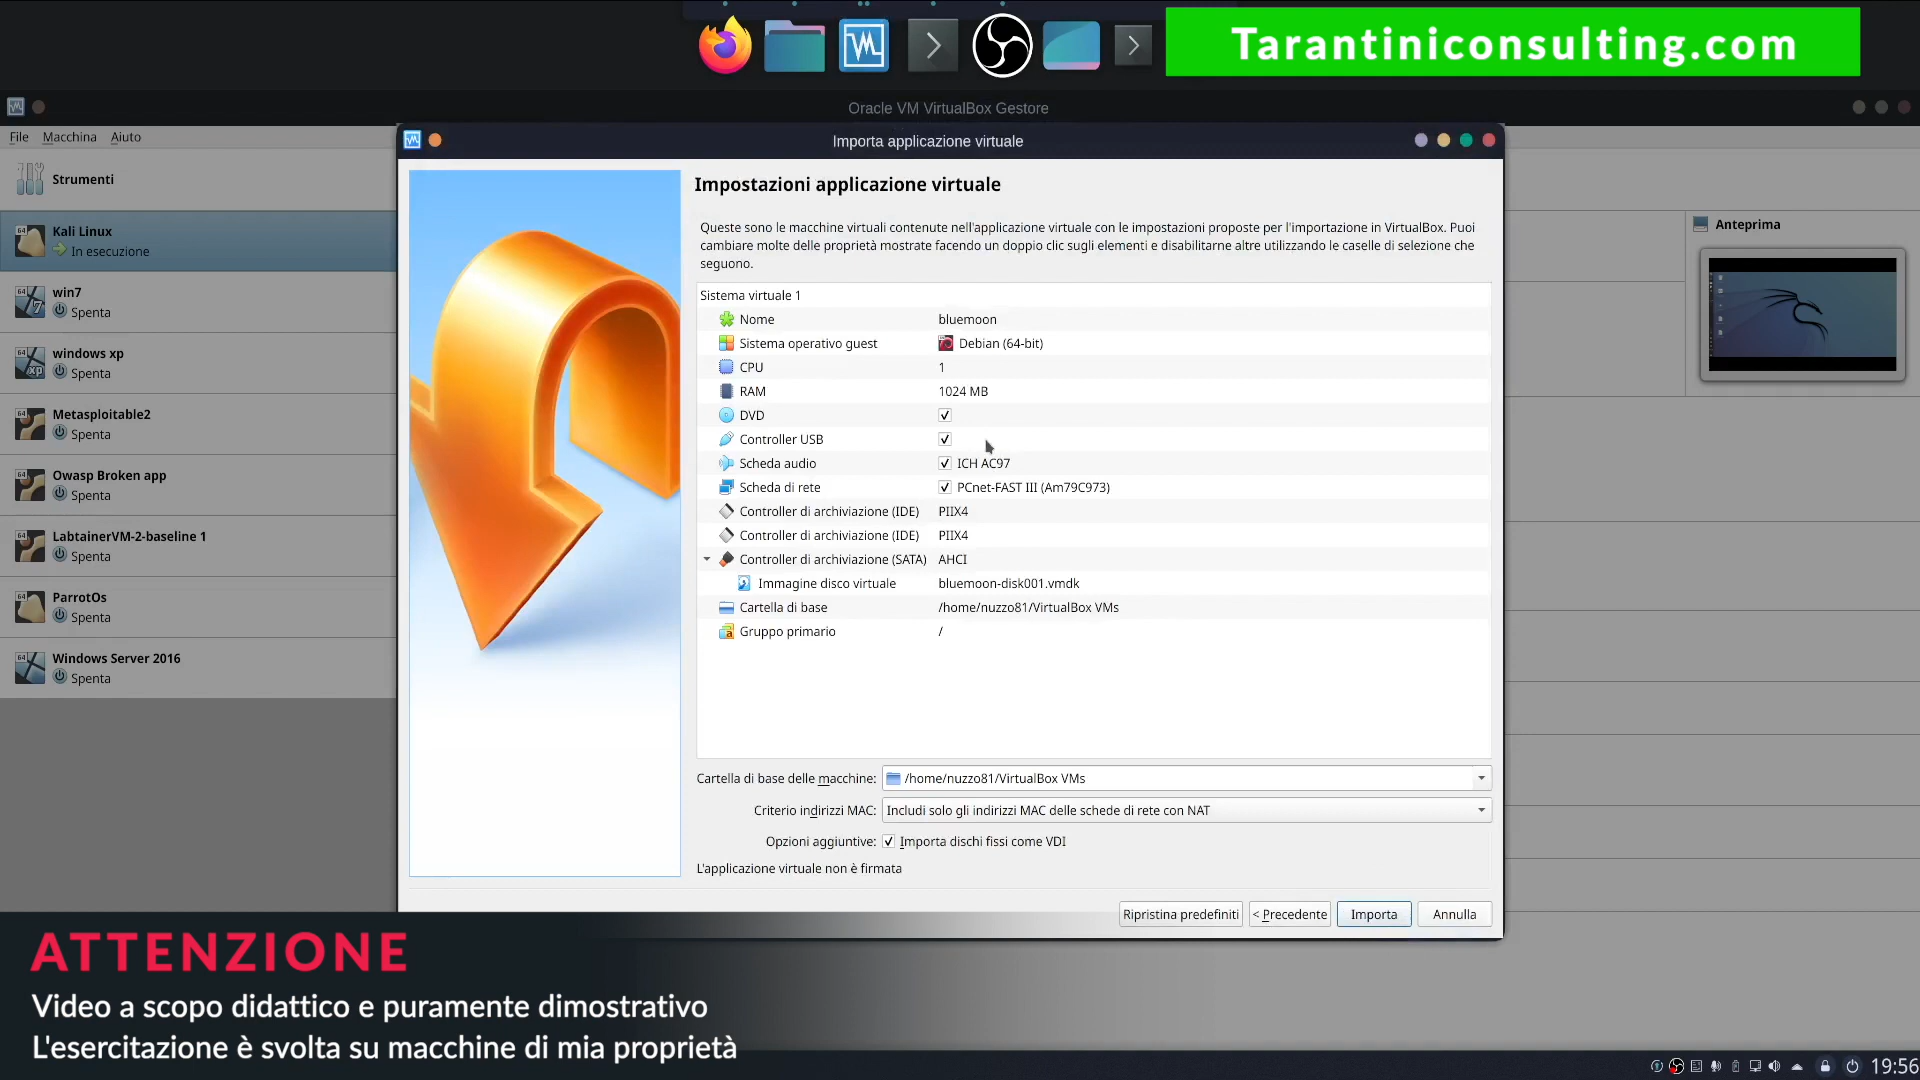 Tarantiniconsulting.com
Oracle VM VirtualBox Gestore
File Macchina Aiuto
Importa applicazione virtuale
Strumenti
Kali Linux
In esecuzione
win7
Spenta
windows xp
Spenta
Metasploitable2
Spenta
Owasp Broken app
Spenta
LabtainerVM-2-baseline 1
Spenta
ParrotOs
Spenta
Windows Server 2016
Spenta
Impostazioni applicazione virtuale
Queste sono le macchine virtuali contenute nell'applicazione virtuale con le impostazioni proposte per l'importazione in VirtualBox. Puoi
cambiare molte delle proprietà mostrate facendo un doppio clic sugli elementi e disabilitarne altre utilizzando le caselle di selezione che
seguono.
Sistema virtuale 1
Nome bluemoon
Sistema operativo guest Debian (64-bit)
CPU 1
RAM 1024 MB
DVD
Controller USB
Scheda audio ICH AC97
Scheda di rete PCnet-FAST III (Am79C973)
Controller di archiviazione (IDE) PIIX4
Controller di archiviazione (IDE) PIIX4
Controller di archiviazione (SATA) AHCI
Immagine disco virtuale bluemoon-disk001.vmdk
Cartella di base /home/nuzzo81/VirtualBox VMs
Gruppo primario /
Cartella di base delle macchine: /home/nuzzo81/VirtualBox VMs
Criterio indirizzi MAC: Includi solo gli indirizzi MAC delle schede di rete con NAT
Opzioni aggiuntive: Importa dischi fissi come VDI
L'applicazione virtuale non è firmata
Ripristina predefiniti < Precedente Importa Annulla
Anteprima
ATTENZIONE
Video a scopo didattico e puramente dimostrativo
L'esercitazione è svolta su macchine di mia proprietà
19:56